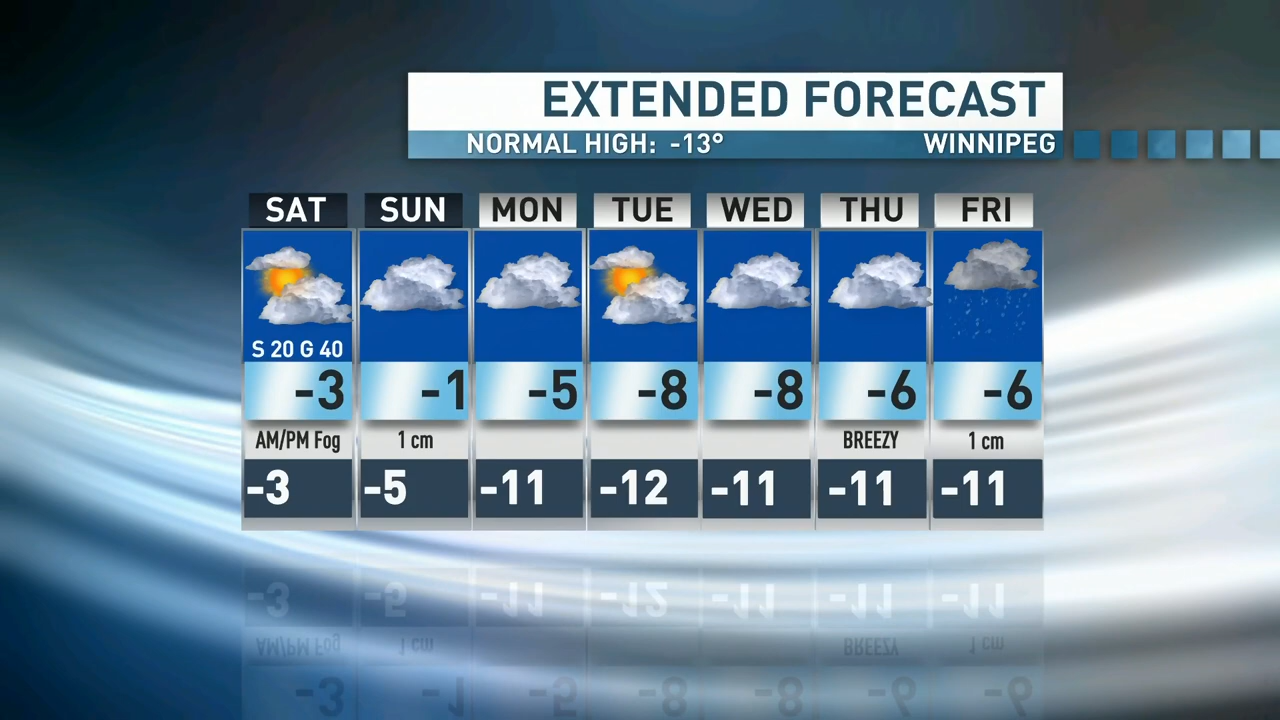 EXTENDED FORECAST
NORMAL HIGH: -13° WINNIPEG
SAT SUN MON TUE WED THU FRI
S 20 G 40
-3 -1 -5 -8 -8 -6 -6
AM/PM Fog 1 cm BREEZY 1 cm
-3 -5 -11 -12 -11 -11 -11